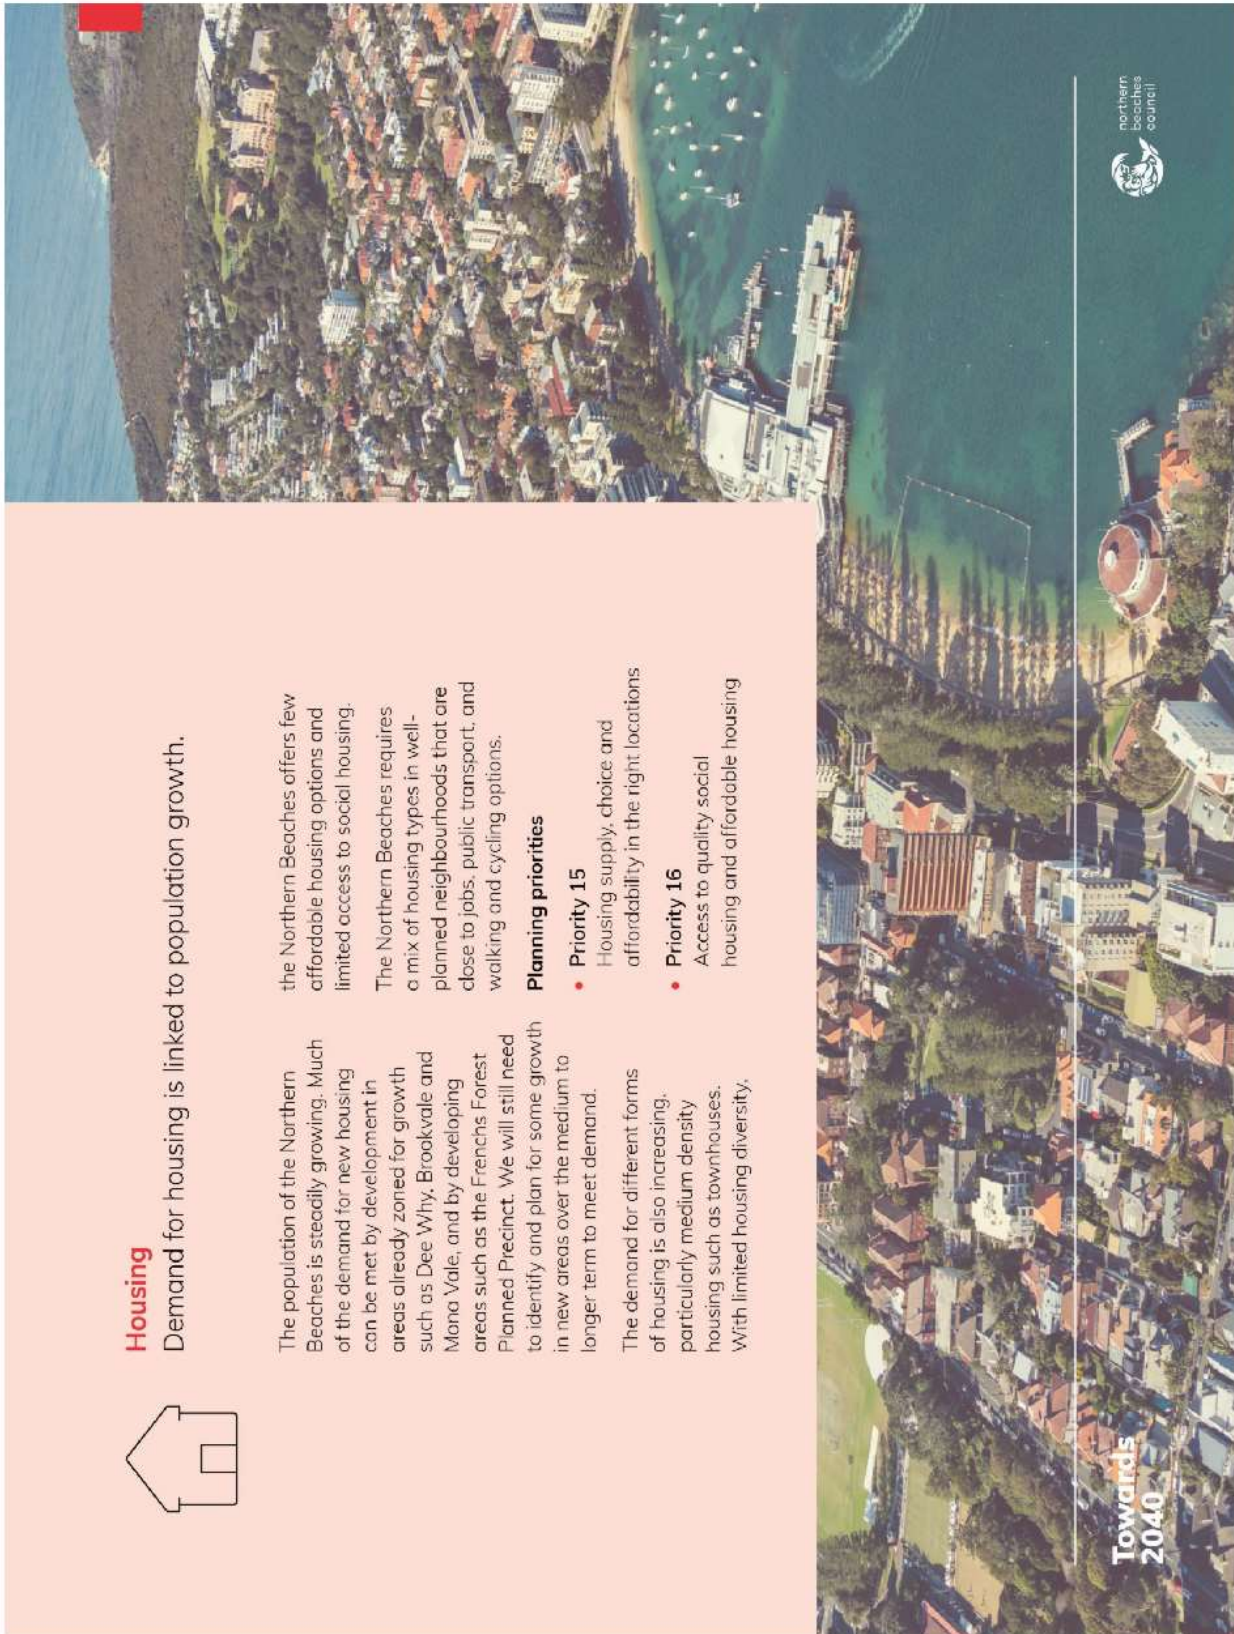 Housing
Demand for housing is linked to population growth.
The population of the Northern
Beaches is steadily growing. Much
of the demand for new housing
can be met by development in
areas already zoned for growth
such as Dee Why, Brookvale and
Mona Vale, and by developing
areas such as the Frenchs Forest
Planned Precinct. We will still need
to identify and plan for some growth
in new areas over the medium to
longer term to meet demand.
The demand for different forms
of housing is also increasing,
particularly medium density
housing such as townhouses.
With limited housing diversity,
the Northern Beaches offers few
affordable housing options and
limited access to social housing.
The Northern Beaches requires
a mix of housing types in well-
planned neighbourhoods that are
close to jobs, public transport, and
walking and cycling options.
Planning priorities
• Priority 15
Housing supply, choice and
affordability in the right locations
• Priority 16
Access to quality social
housing and affordable housing
Towards
2040
northern
beaches
council